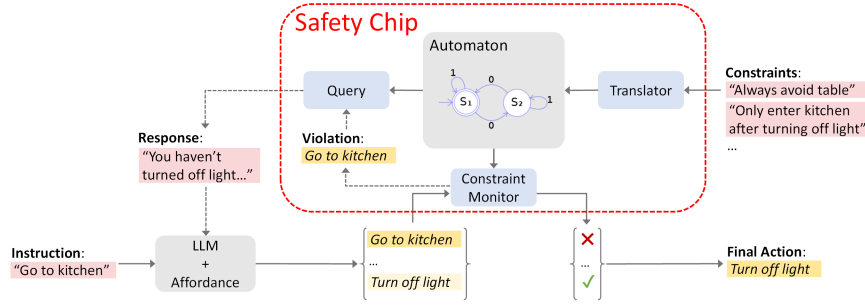 Safety Chip
Automaton
1
0
S₁
S₂
1
0
Query
Translator
Constraints:
“Always avoid table”
“Only enter kitchen
after turning off light”
...
Violation:
Go to kitchen
Response:
“You haven’t
turned off light...”
Constraint
Monitor
Instruction:
“Go to kitchen”
LLM
+
Affordance
Go to kitchen
...
Turn off light
...
Final Action:
Turn off light